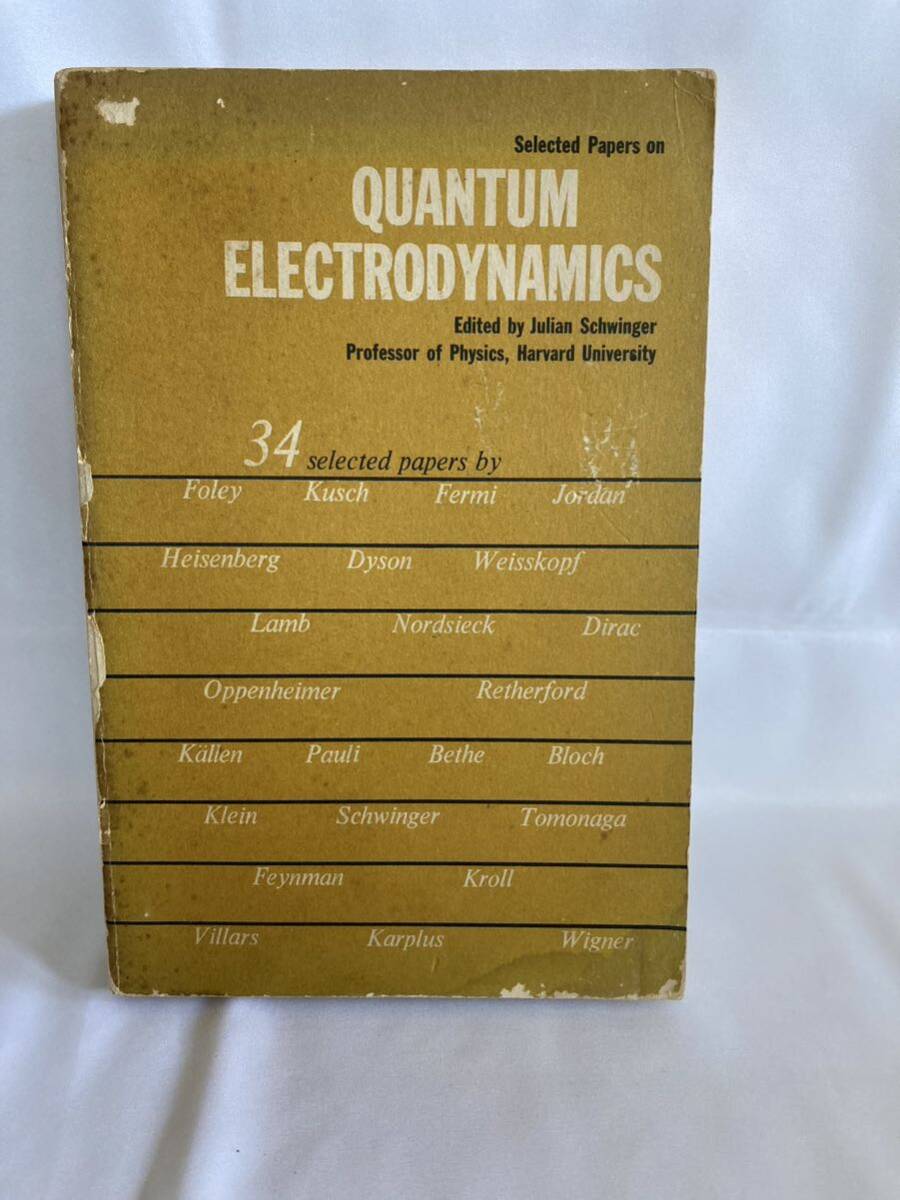 Selected Papers on
QUANTUM
ELECTRODYNAMICS
Edited by Julian Schwinger
Professor of Physics, Harvard University
34 selected papers by
Foley Kusch Fermi Jordan
Heisenberg Dyson Weisskopf
Lamb Nordsieck Dirac
Oppenheimer Retherford
Källen Pauli Bethe Bloch
Klein Schwinger Tomonaga
Feynman Kroll
Villars Karplus Wigner